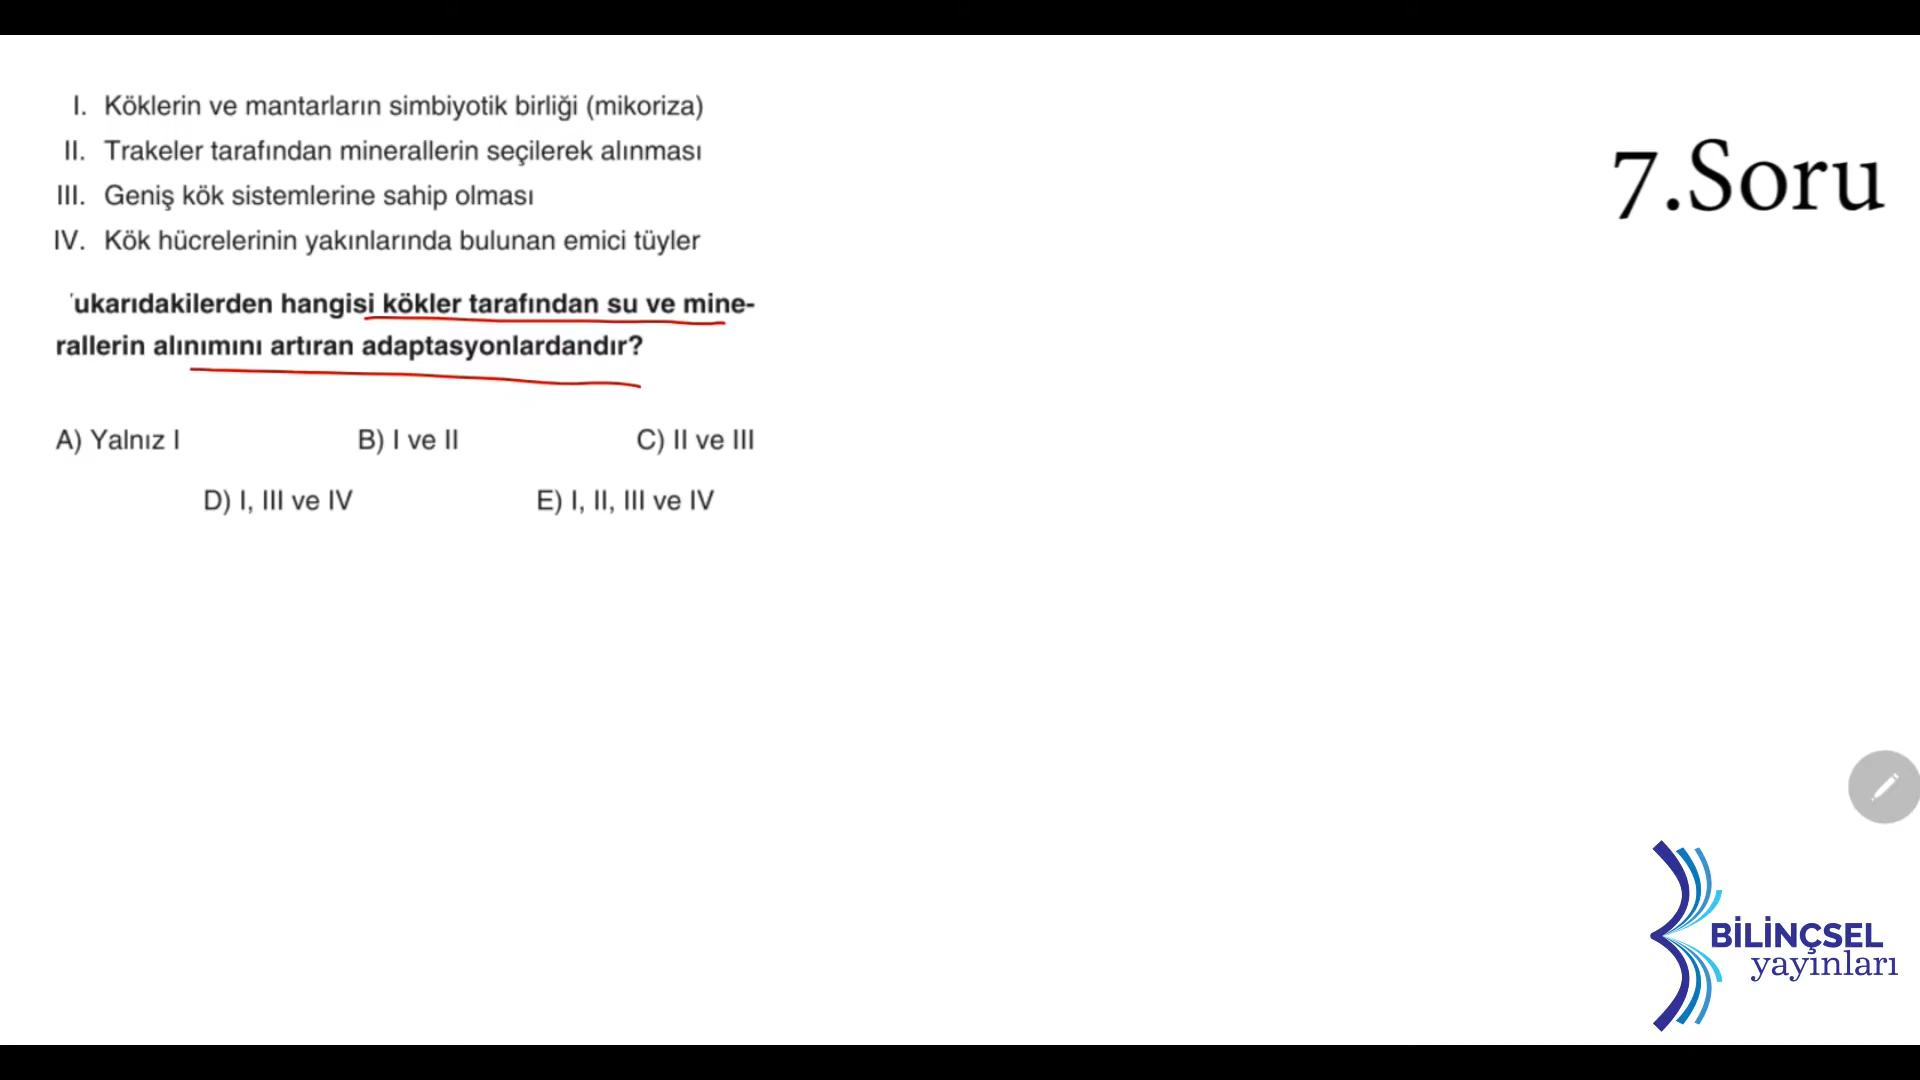 I. Köklerin ve mantarların simbiyotik birliği (mikoriza)
II. Trakeler tarafından minerallerin seçilerek alınması
III. Geniş kök sistemlerine sahip olması
IV. Kök hücrelerinin yakınlarında bulunan emici tüyler
ukarıdakilerden hangisi kökler tarafından su ve mine-
rallerin alınımını artıran adaptasyonlardandır?
A) Yalnız I B) I ve II C) II ve III
D) I, III ve IV E) I, II, III ve IV
7.Soru
BİLİNÇSEL
yayınları